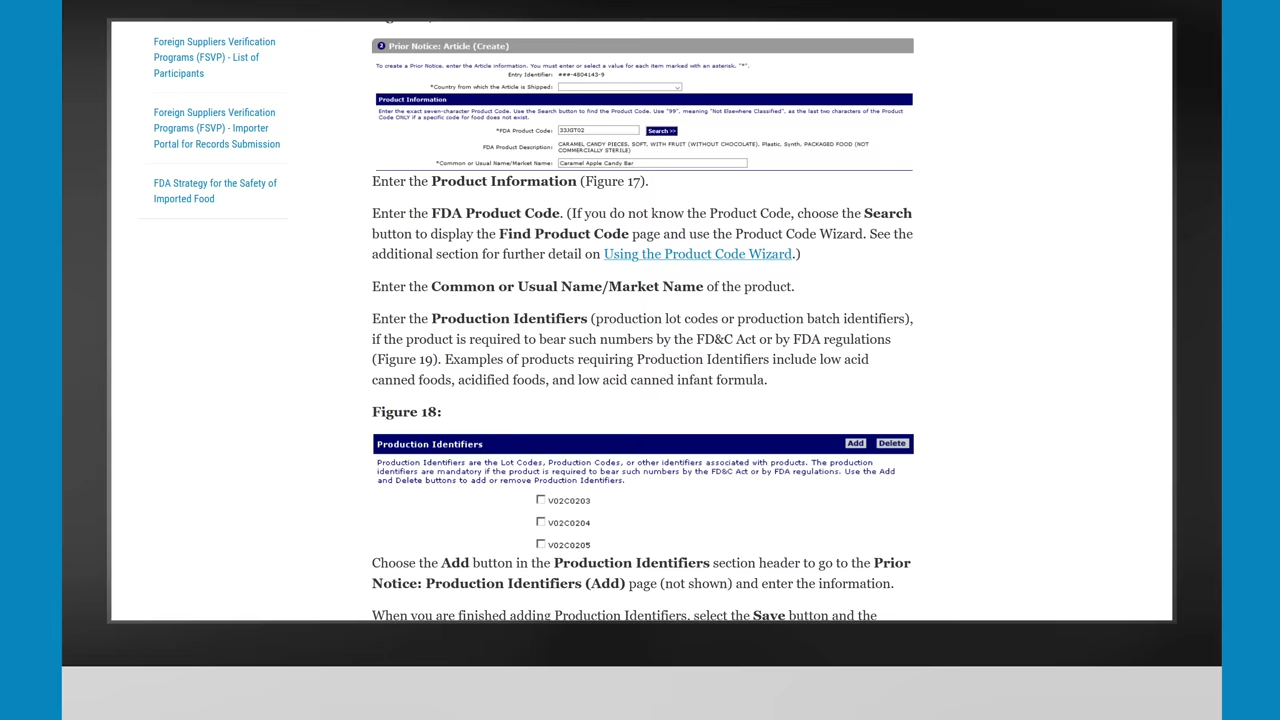 Foreign Suppliers Verification
Programs (FSVP) - List of
Participants
Foreign Suppliers Verification
Programs (FSVP) - Importer
Portal for Records Submission
FDA Strategy for the Safety of
Imported Food
2 Prior Notice: Article (Create)
To create a Prior Notice, enter the Article information. You must enter or select a value for each item marked with an asterisk, "*".
Entry Identifier: ###-4804143-9
*Country from which the Article is Shipped:
Product Information
Enter the exact seven-character Product Code. Use the Search button to find the Product Code. Use "99", meaning "Not Elsewhere Classified", as the last two characters of the Product
Code ONLY if a specific code for food does not exist.
*FDA Product Code: 33JGT02 Search >>
FDA Product Description: CARAMEL CANDY PIECES, SOFT, WITH FRUIT (WITHOUT CHOCOLATE), Plastic, Synth, PACKAGED FOOD (NOT
COMMERCIALLY STERILE)
*Common or Usual Name/Market Name: Caramel Apple Candy Bar
Enter the Product Information (Figure 17).
Enter the FDA Product Code. (If you do not know the Product Code, choose the Search
button to display the Find Product Code page and use the Product Code Wizard. See the
additional section for further detail on Using the Product Code Wizard.)
Enter the Common or Usual Name/Market Name of the product.
Enter the Production Identifiers (production lot codes or production batch identifiers),
if the product is required to bear such numbers by the FD&C Act or by FDA regulations
(Figure 19). Examples of products requiring Production Identifiers include low acid
canned foods, acidified foods, and low acid canned infant formula.
Figure 18:
Production Identifiers Add Delete
Production Identifiers are the Lot Codes, Production Codes, or other identifiers associated with products. The production
identifiers are mandatory if the product is required to bear such numbers by the FD&C Act or by FDA regulations. Use the Add
and Delete buttons to add or remove Production Identifiers.
V02C0203
V02C0204
V02C0205
Choose the Add button in the Production Identifiers section header to go to the Prior
Notice: Production Identifiers (Add) page (not shown) and enter the information.
When you are finished adding Production Identifiers, select the Save button and the